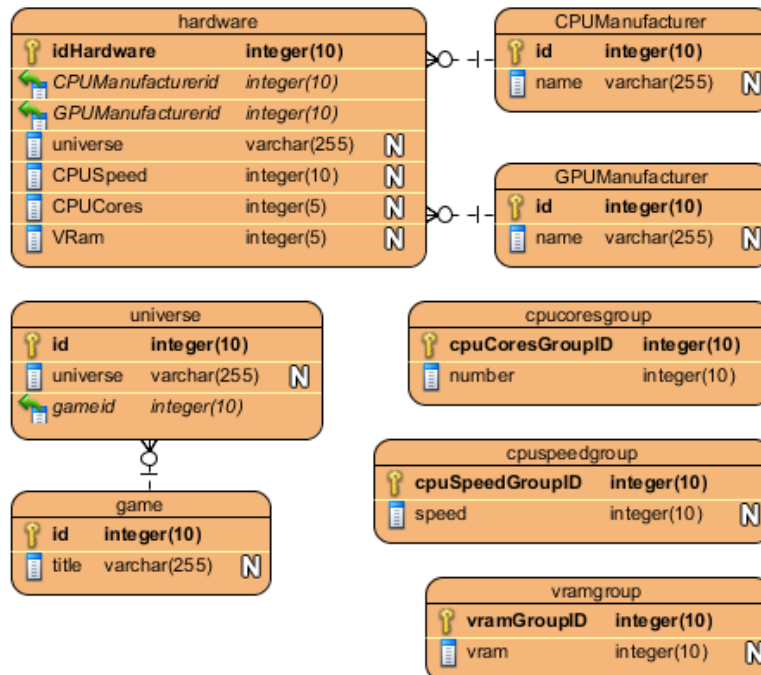 hardware
idHardware integer(10)
CPUManufacturerid integer(10)
GPUManufacturerid integer(10)
universe varchar(255) N
CPUSpeed integer(10) N
CPUCores integer(5) N
VRam integer(5) N
CPUManufacturer
id integer(10)
name varchar(255) N
GPUManufacturer
id integer(10)
name varchar(255) N
universe
id integer(10)
universe varchar(255) N
gameid integer(10)
cpucoresgroup
cpuCoresGroupID integer(10)
number integer(10)
cpuspeedgroup
cpuSpeedGroupID integer(10)
speed integer(10) N
game
id integer(10)
title varchar(255) N
vramgroup
vramGroupID integer(10)
vram integer(10) N